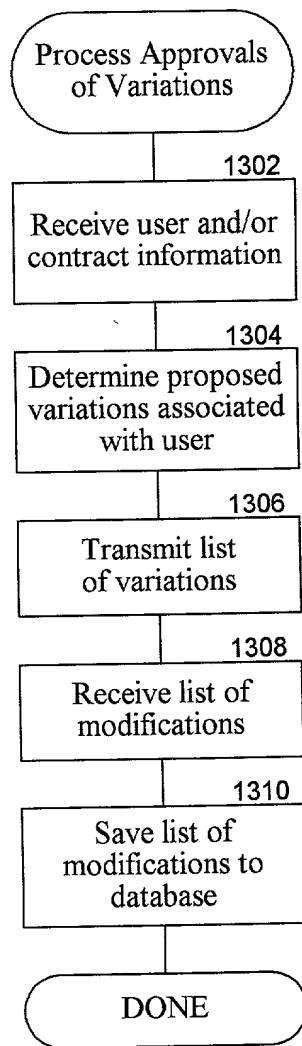 Process Approvals
of Variations
1302
Receive user and/or
contract information
1304
Determine proposed
variations associated
with user
1306
Transmit list
of variations
1308
Receive list of
modifications
1310
Save list of
modifications to
database
DONE